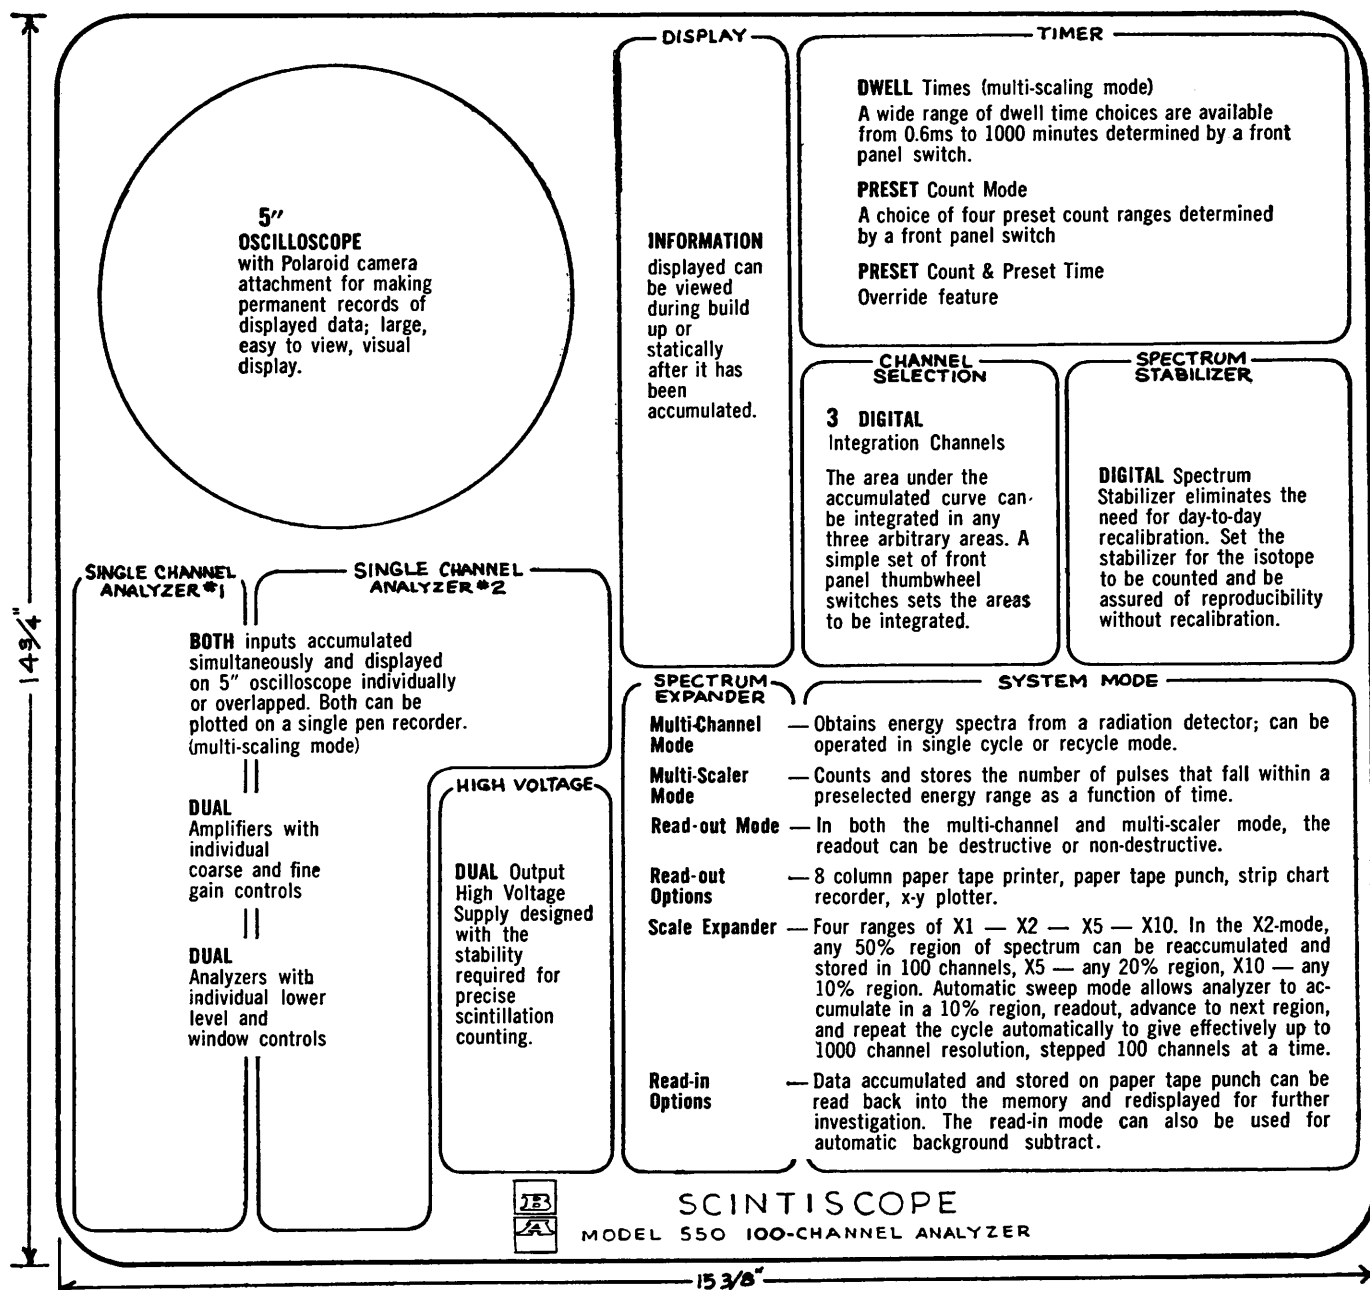 DISPLAY
TIMER
DWELL Times (multi-scaling mode)
A wide range of dwell time choices are available
from 0.6ms to 1000 minutes determined by a front
panel switch.
PRESET Count Mode
A choice of four preset count ranges determined
by a front panel switch
PRESET Count & Preset Time
Override feature
5"
OSCILLOSCOPE
with Polaroid camera
attachment for making
permanent records of
displayed data; large,
easy to view, visual
display.
INFORMATION
displayed can
be viewed
during build
up or
statically
after it has
been
accumulated.
CHANNEL
SELECTION
3 DIGITAL
Integration Channels
The area under the
accumulated curve can
be integrated in any
three arbitrary areas. A
simple set of front
panel thumbwheel
switches sets the areas
to be integrated.
SPECTRUM
STABILIZER
DIGITAL Spectrum
Stabilizer eliminates the
need for day-to-day
recalibration. Set the
stabilizer for the isotope
to be counted and be
assured of reproducibility
without recalibration.
14 3/4"
SINGLE CHANNEL
ANALYZER #1
SINGLE CHANNEL
ANALYZER #2
BOTH inputs accumulated
simultaneously and displayed
on 5" oscilloscope individually
or overlapped. Both can be
plotted on a single pen recorder.
(multi-scaling mode)
DUAL
Amplifiers with
individual
coarse and fine
gain controls
DUAL
Analyzers with
individual lower
level and
window controls
HIGH VOLTAGE
DUAL Output
High Voltage
Supply designed
with the
stability
required for
precise
scintillation
counting.
SPECTRUM
EXPANDER
SYSTEM MODE
Multi-Channel — Obtains energy spectra from a radiation detector; can be
Mode operated in single cycle or recycle mode.
Multi-Scaler — Counts and stores the number of pulses that fall within a
Mode preselected energy range as a function of time.
Read-out Mode — In both the multi-channel and multi-scaler mode, the
readout can be destructive or non-destructive.
Read-out — 8 column paper tape printer, paper tape punch, strip chart
Options recorder, x-y plotter.
Scale Expander — Four ranges of X1 — X2 — X5 — X10. In the X2-mode,
any 50% region of spectrum can be reaccumulated and
stored in 100 channels, X5 — any 20% region, X10 — any
10% region. Automatic sweep mode allows analyzer to ac-
cumulate in a 10% region, readout, advance to next region,
and repeat the cycle automatically to give effectively up to
1000 channel resolution, stepped 100 channels at a time.
Read-in — Data accumulated and stored on paper tape punch can be
Options read back into the memory and redisplayed for further
investigation. The read-in mode can also be used for
automatic background subtract.
B
A
SCINTISCOPE
MODEL 550 100-CHANNEL ANALYZER
15 3/8"